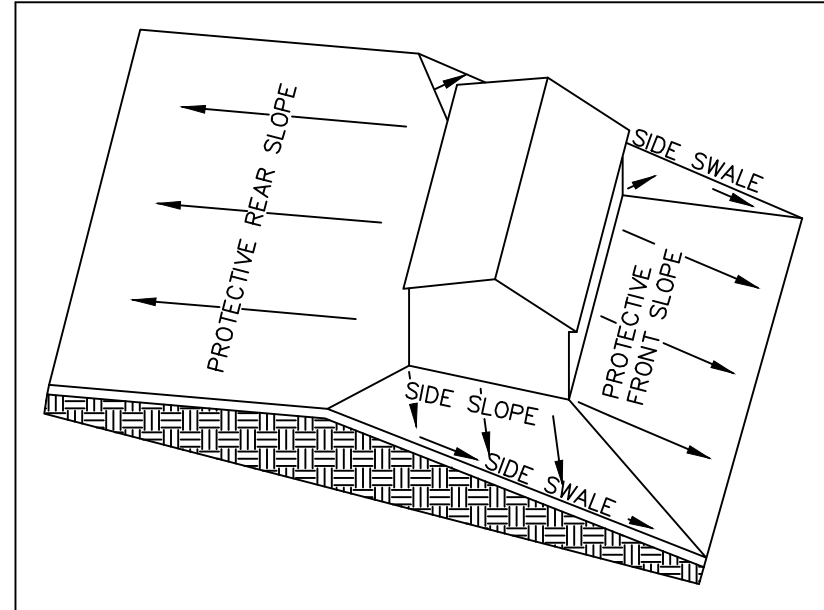 PROTECTIVE REAR SLOPE
SIDE SWALE
PROTECTIVE
FRONT SLOPE
SIDE SLOPE
SIDE SWALE